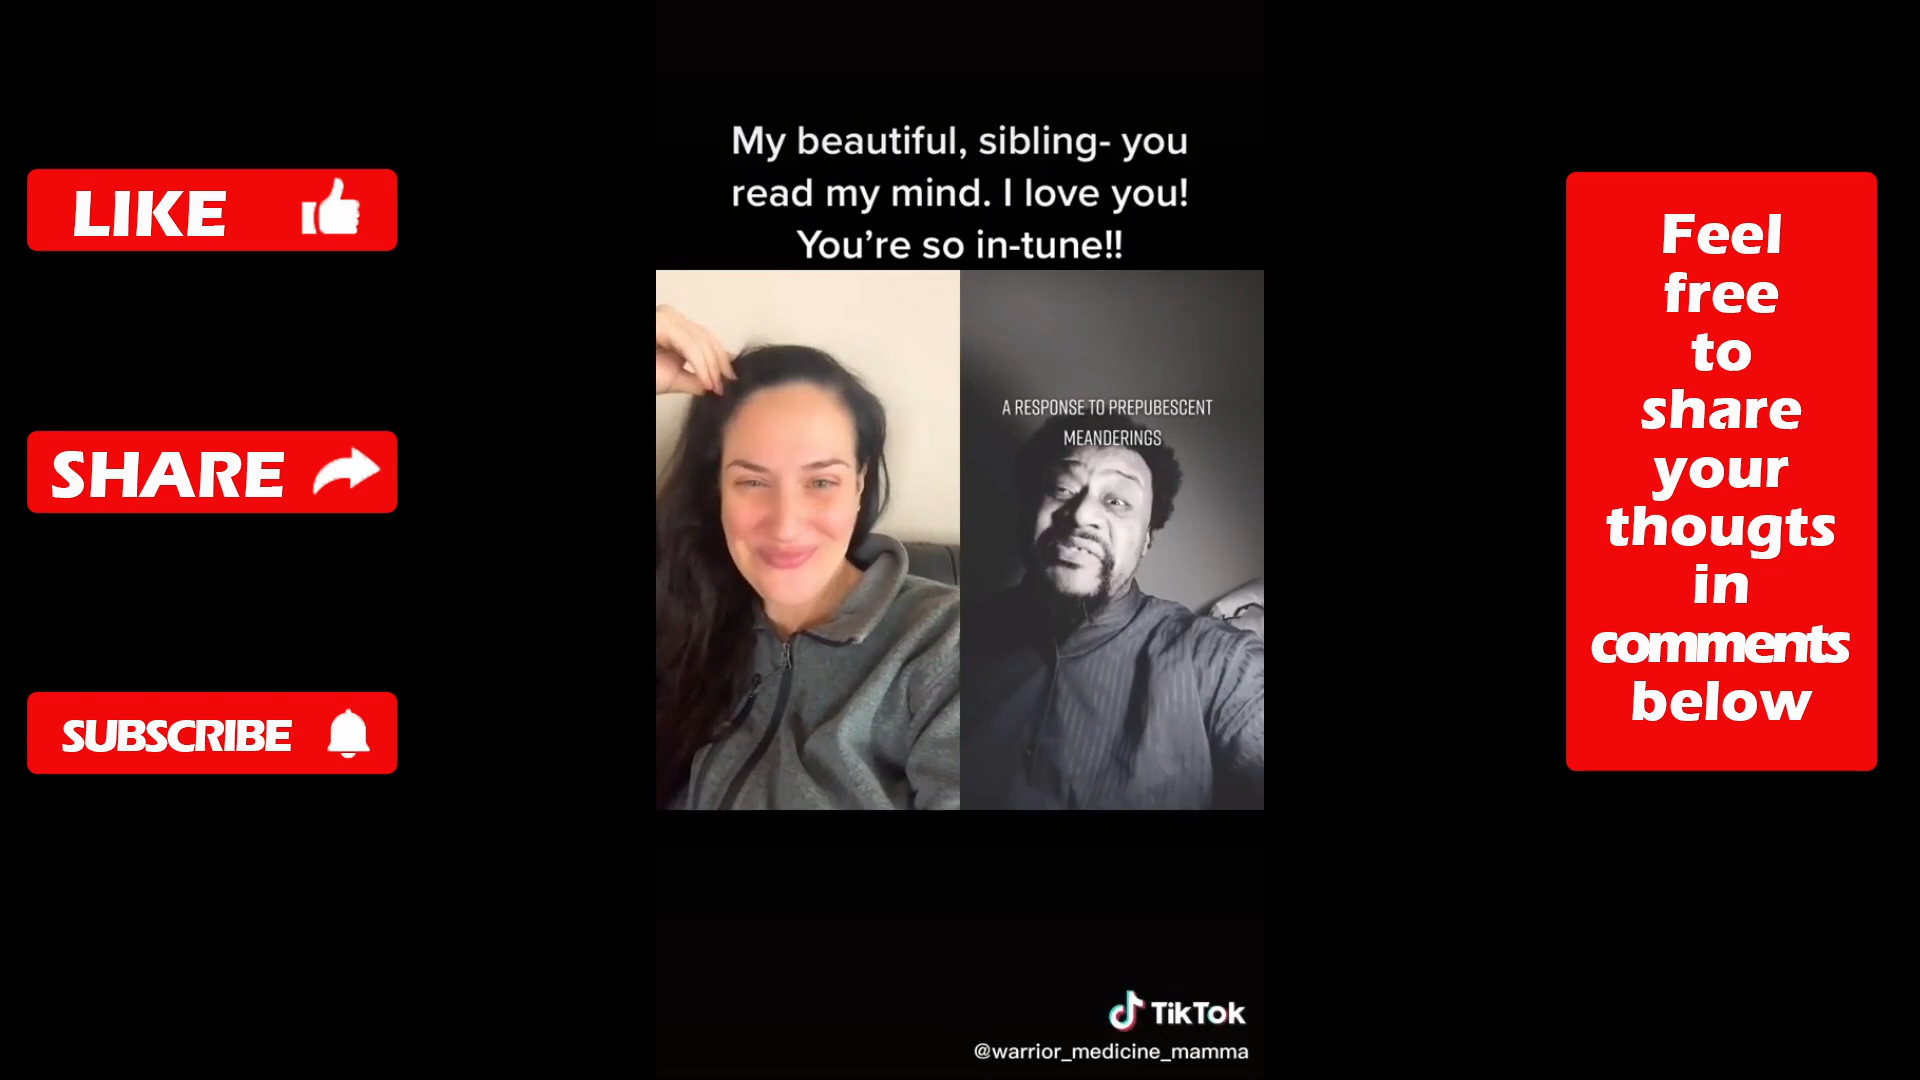 My beautiful, sibling- you
read my mind. I love you!
You're so in-tune!!
LIKE
SHARE
SUBSCRIBE
A RESPONSE TO PREPUBESCENT
MEANDERINGS
Feel
free
to
share
your
thougts
in
comments
below
TikTok
@warrior_medicine_mamma